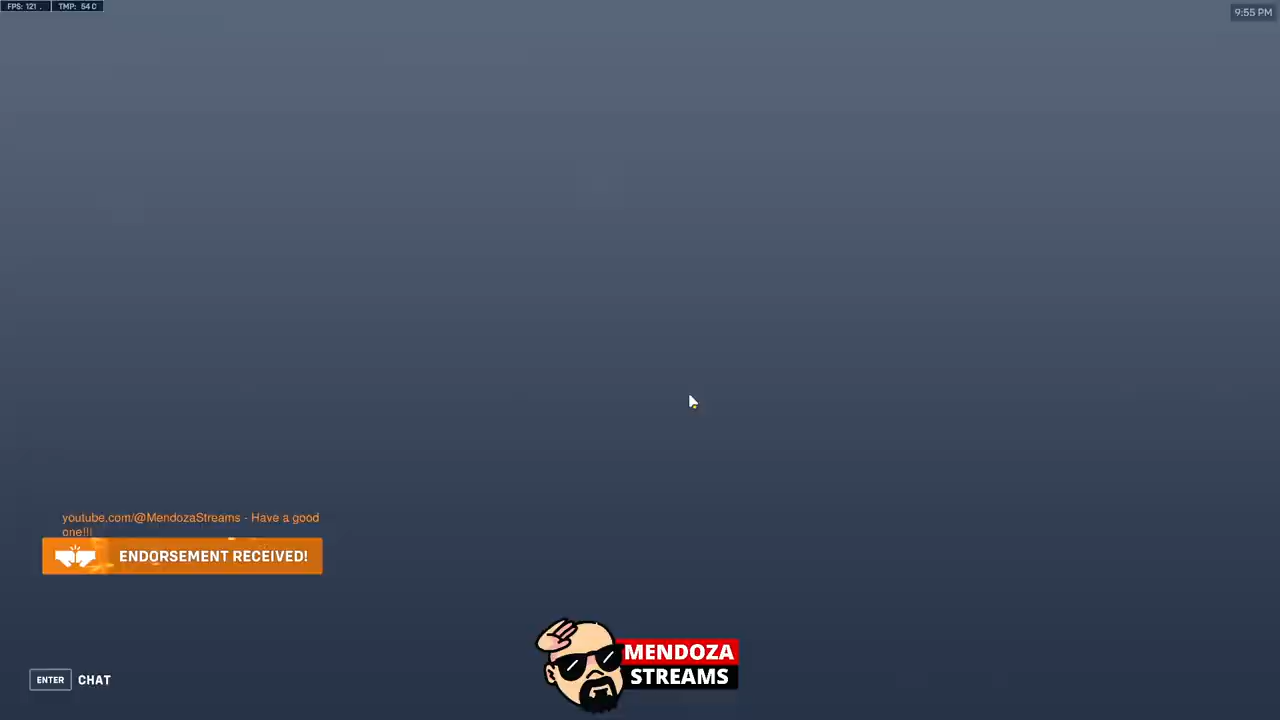 FPS: 121 .
TMP: 54 C
9:55 PM
youtube.com/@MendozaStreams - Have a good
one!!!
ENDORSEMENT RECEIVED!
MENDOZA
STREAMS
ENTER CHAT